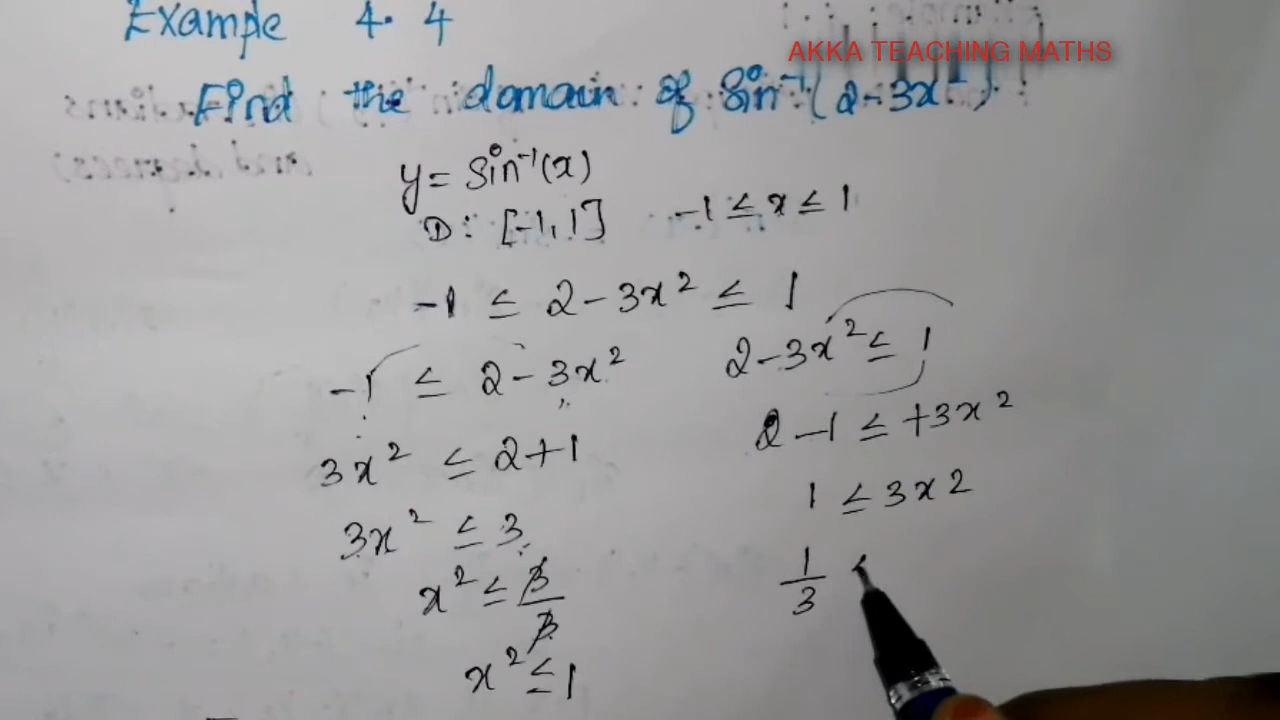 Example 4.4
AKKA TEACHING MATHS
Find the domain of Sin⁻¹(2-3x²).
y = Sin⁻¹(x)
D: [-1, 1] -1 ≤ x ≤ 1
-1 ≤ 2-3x² ≤ 1
-1 ≤ 2-3x² 2-3x² ≤ 1
3x² ≤ 2+1 2-1 ≤ +3x²
3x² ≤ 3 1 ≤ 3x2
x² ≤ 3/3 1/3 ≤
x² ≤ 1